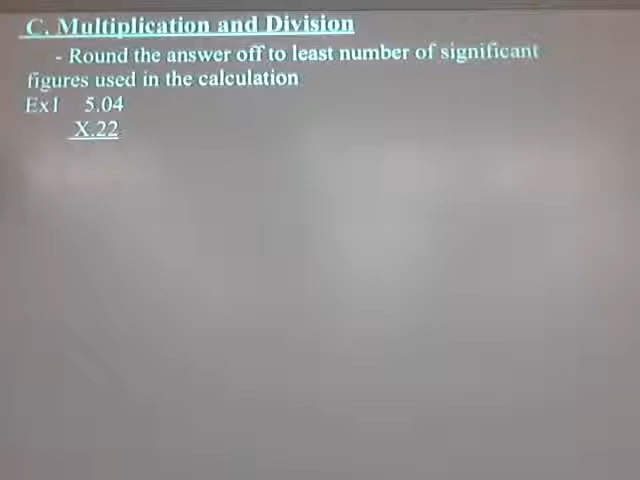 C. Multiplication and Division
- Round the answer off to least number of significant
figures used in the calculation
Ex1 5.04
X.22